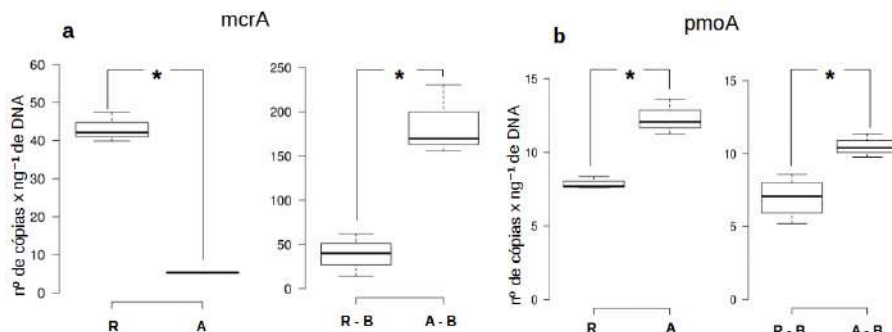 a
mcrA
nº de cópias x ng⁻¹ de DNA
60
50
40
30
20
10
0
*
R
A
250
200
150
100
50
0
*
R - B
A - B
b
pmoA
nº de cópias x ng⁻¹ de DNA
15
10
5
0
*
R
A
15
10
5
0
*
R - B
A - B